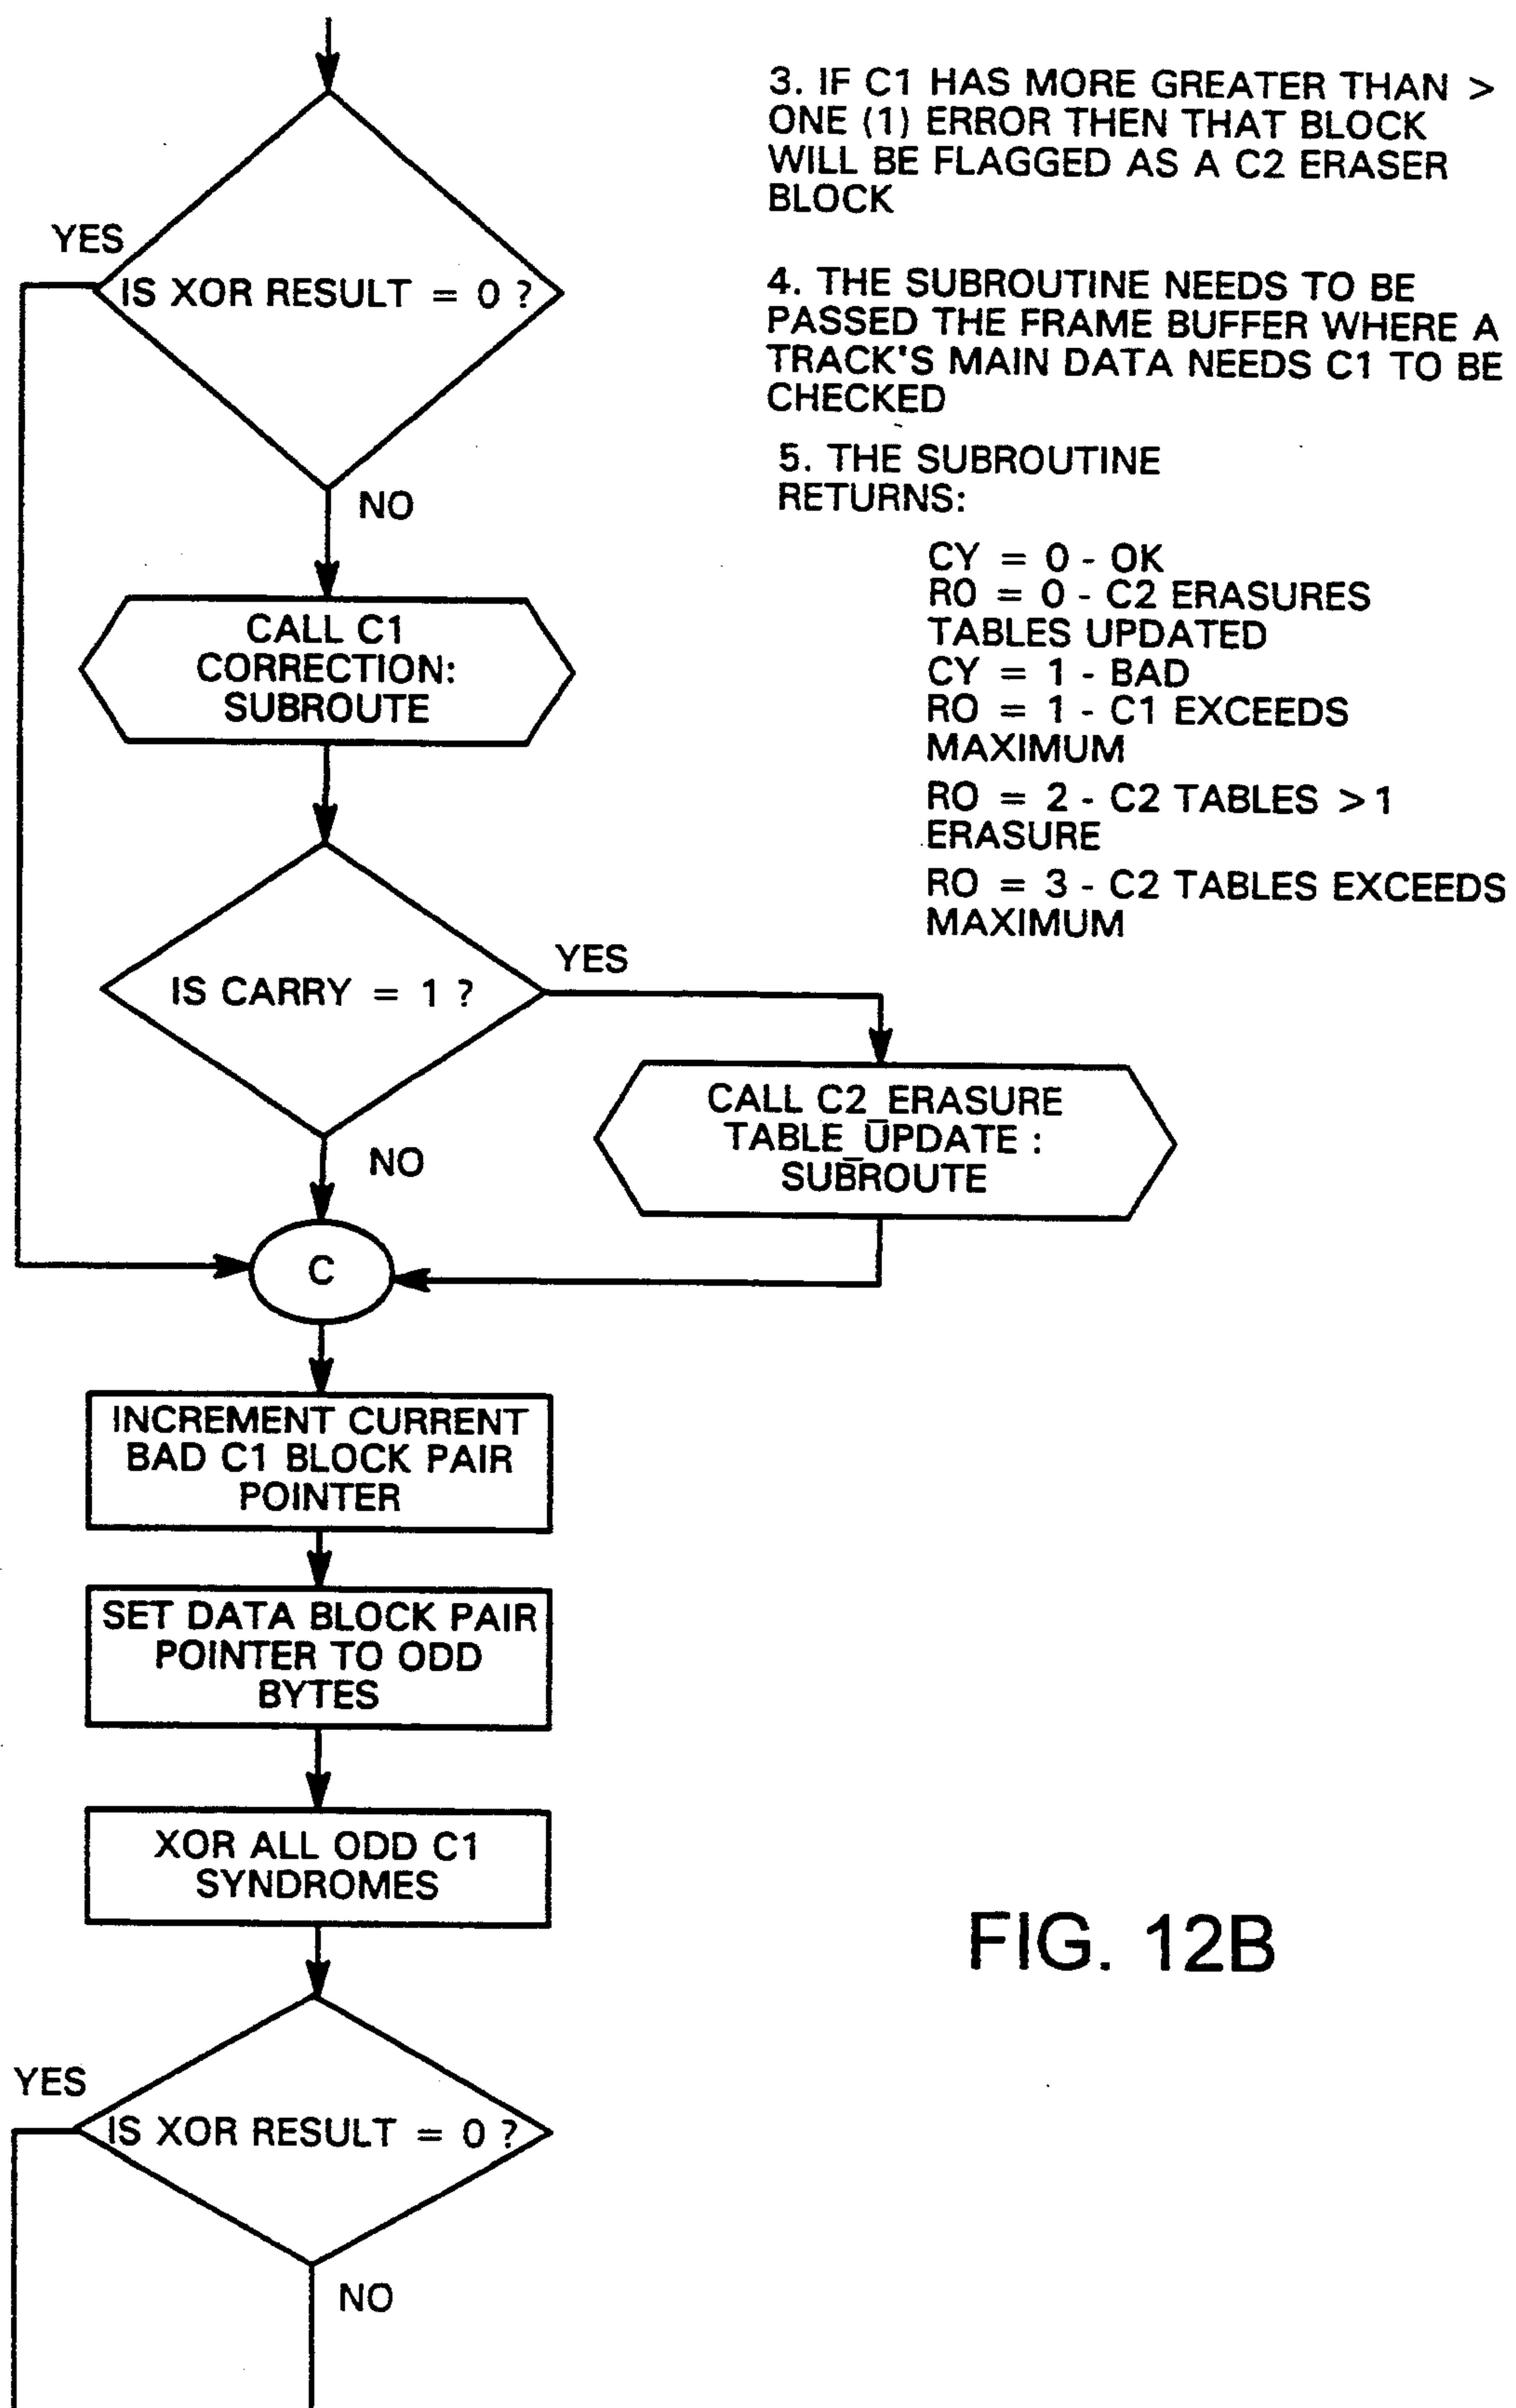 3. IF C1 HAS MORE GREATER THAN >
ONE (1) ERROR THEN THAT BLOCK
WILL BE FLAGGED AS A C2 ERASER
BLOCK
YES
IS XOR RESULT = 0 ?
4. THE SUBROUTINE NEEDS TO BE
PASSED THE FRAME BUFFER WHERE A
TRACK'S MAIN DATA NEEDS C1 TO BE
CHECKED
5. THE SUBROUTINE
RETURNS:
NO
CY = 0 - OK
RO = 0 - C2 ERASURES
TABLES UPDATED
CY = 1 - BAD
RO = 1 - C1 EXCEEDS
MAXIMUM
RO = 2 - C2 TABLES >1
ERASURE
RO = 3 - C2 TABLES EXCEEDS
MAXIMUM
CALL C1
CORRECTION:
SUBROUTE
IS CARRY = 1 ?
YES
NO
CALL C2_ERASURE
TABLE_UPDATE :
SUBROUTE
C
INCREMENT CURRENT
BAD C1 BLOCK PAIR
POINTER
SET DATA BLOCK PAIR
POINTER TO ODD
BYTES
XOR ALL ODD C1
SYNDROMES
FIG. 12B
YES
IS XOR RESULT = 0 ?
NO